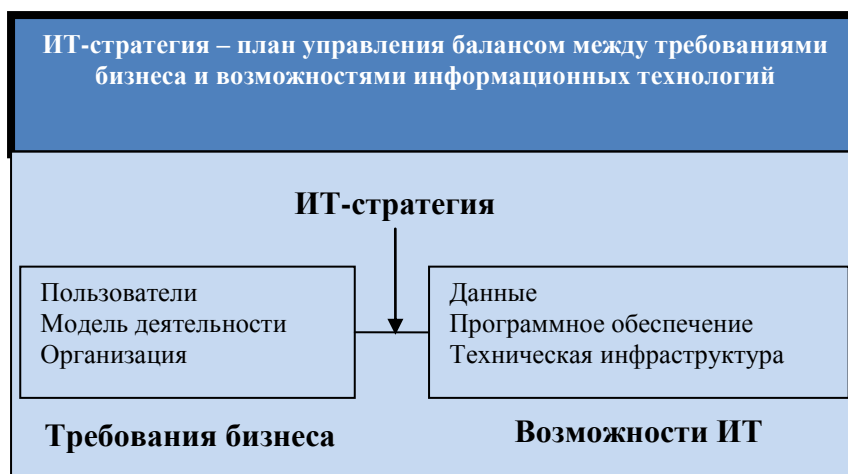 ИТ-стратегия – план управления балансом между требованиями
бизнеса и возможностями информационных технологий
ИТ-стратегия
Пользователи
Модель деятельности
Организация
Данные
Программное обеспечение
Техническая инфраструктура
Требования бизнеса
Возможности ИТ